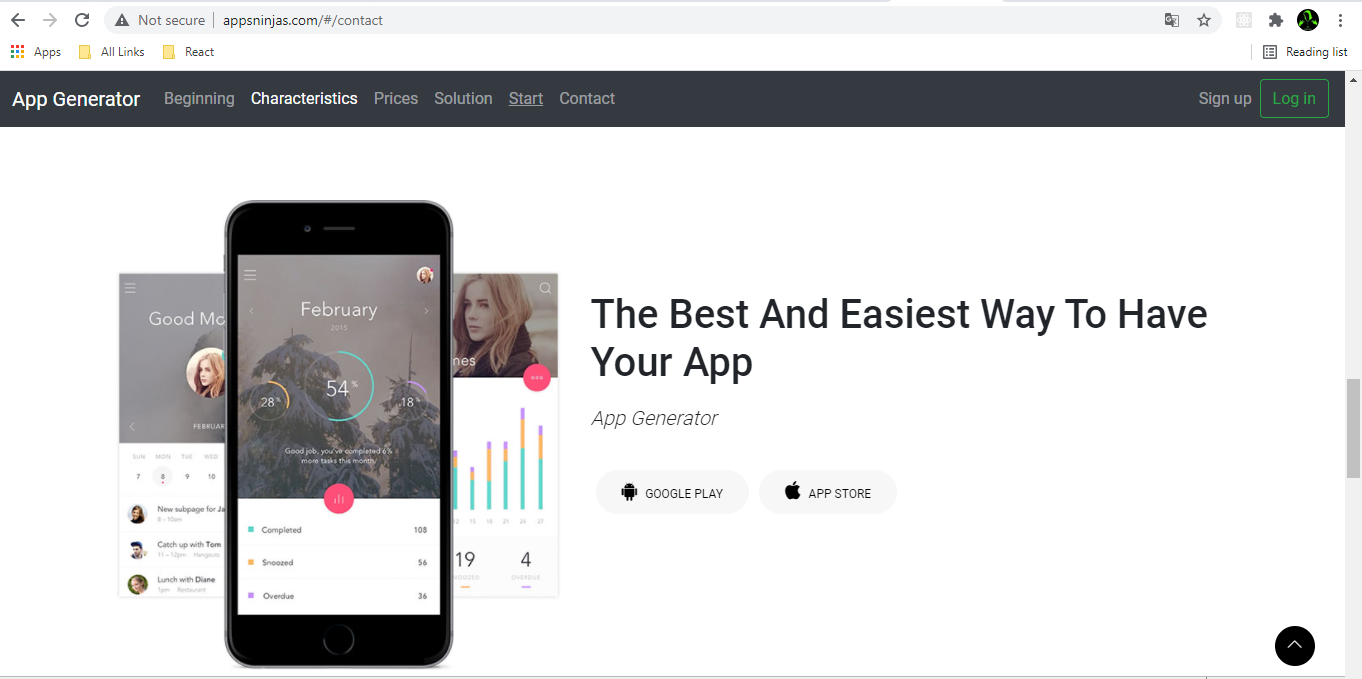 Not secure
appsninjas.com/#/contact
Apps
All Links
React
Reading list
App Generator
Beginning
Characteristics
Prices
Solution
Start
Contact
Sign up
Log in
Good Mo
FEBRUAR
SUN MON TUE WED
7 8 9 10
New subpage for Ja
8 – 10am
Catch up with Tom
11 – 12pm Hangouts
Lunch with Diane
1pm Restaurant
February
2015
28 %
54 %
18 %
Good job, you've completed 6%
more tasks this month
Completed 108
Snoozed 56
Overdue 36
nes
12 15 18 21 24 27
19
4
OVERDUE
The Best And Easiest Way To Have
Your App
App Generator
GOOGLE PLAY
APP STORE